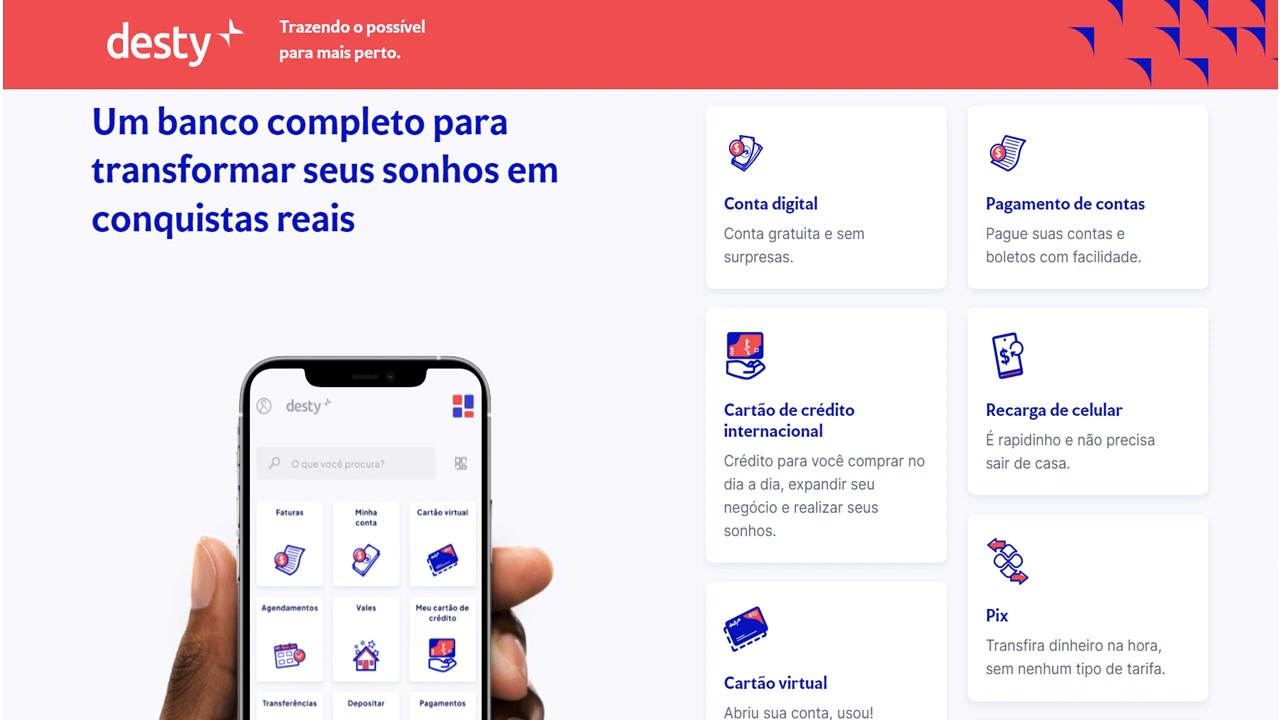 desty
Trazendo o possível
para mais perto.
Um banco completo para
transformar seus sonhos em
conquistas reais
Conta digital
Conta gratuita e sem
surpresas.
Pagamento de contas
Pague suas contas e
boletos com facilidade.
Cartão de crédito
internacional
Crédito para você comprar no
dia a dia, expandir seu
negócio e realizar seus
sonhos.
Recarga de celular
É rapidinho e não precisa
sair de casa.
Pix
Transfira dinheiro na hora,
sem nenhum tipo de tarifa.
Cartão virtual
Abriu sua conta, usou!
desty
O que você procura?
Faturas
Minha
conta
Cartão virtual
Agendamentos
Vales
Meu cartão de
crédito
Transferências
Depositar
Pagamentos